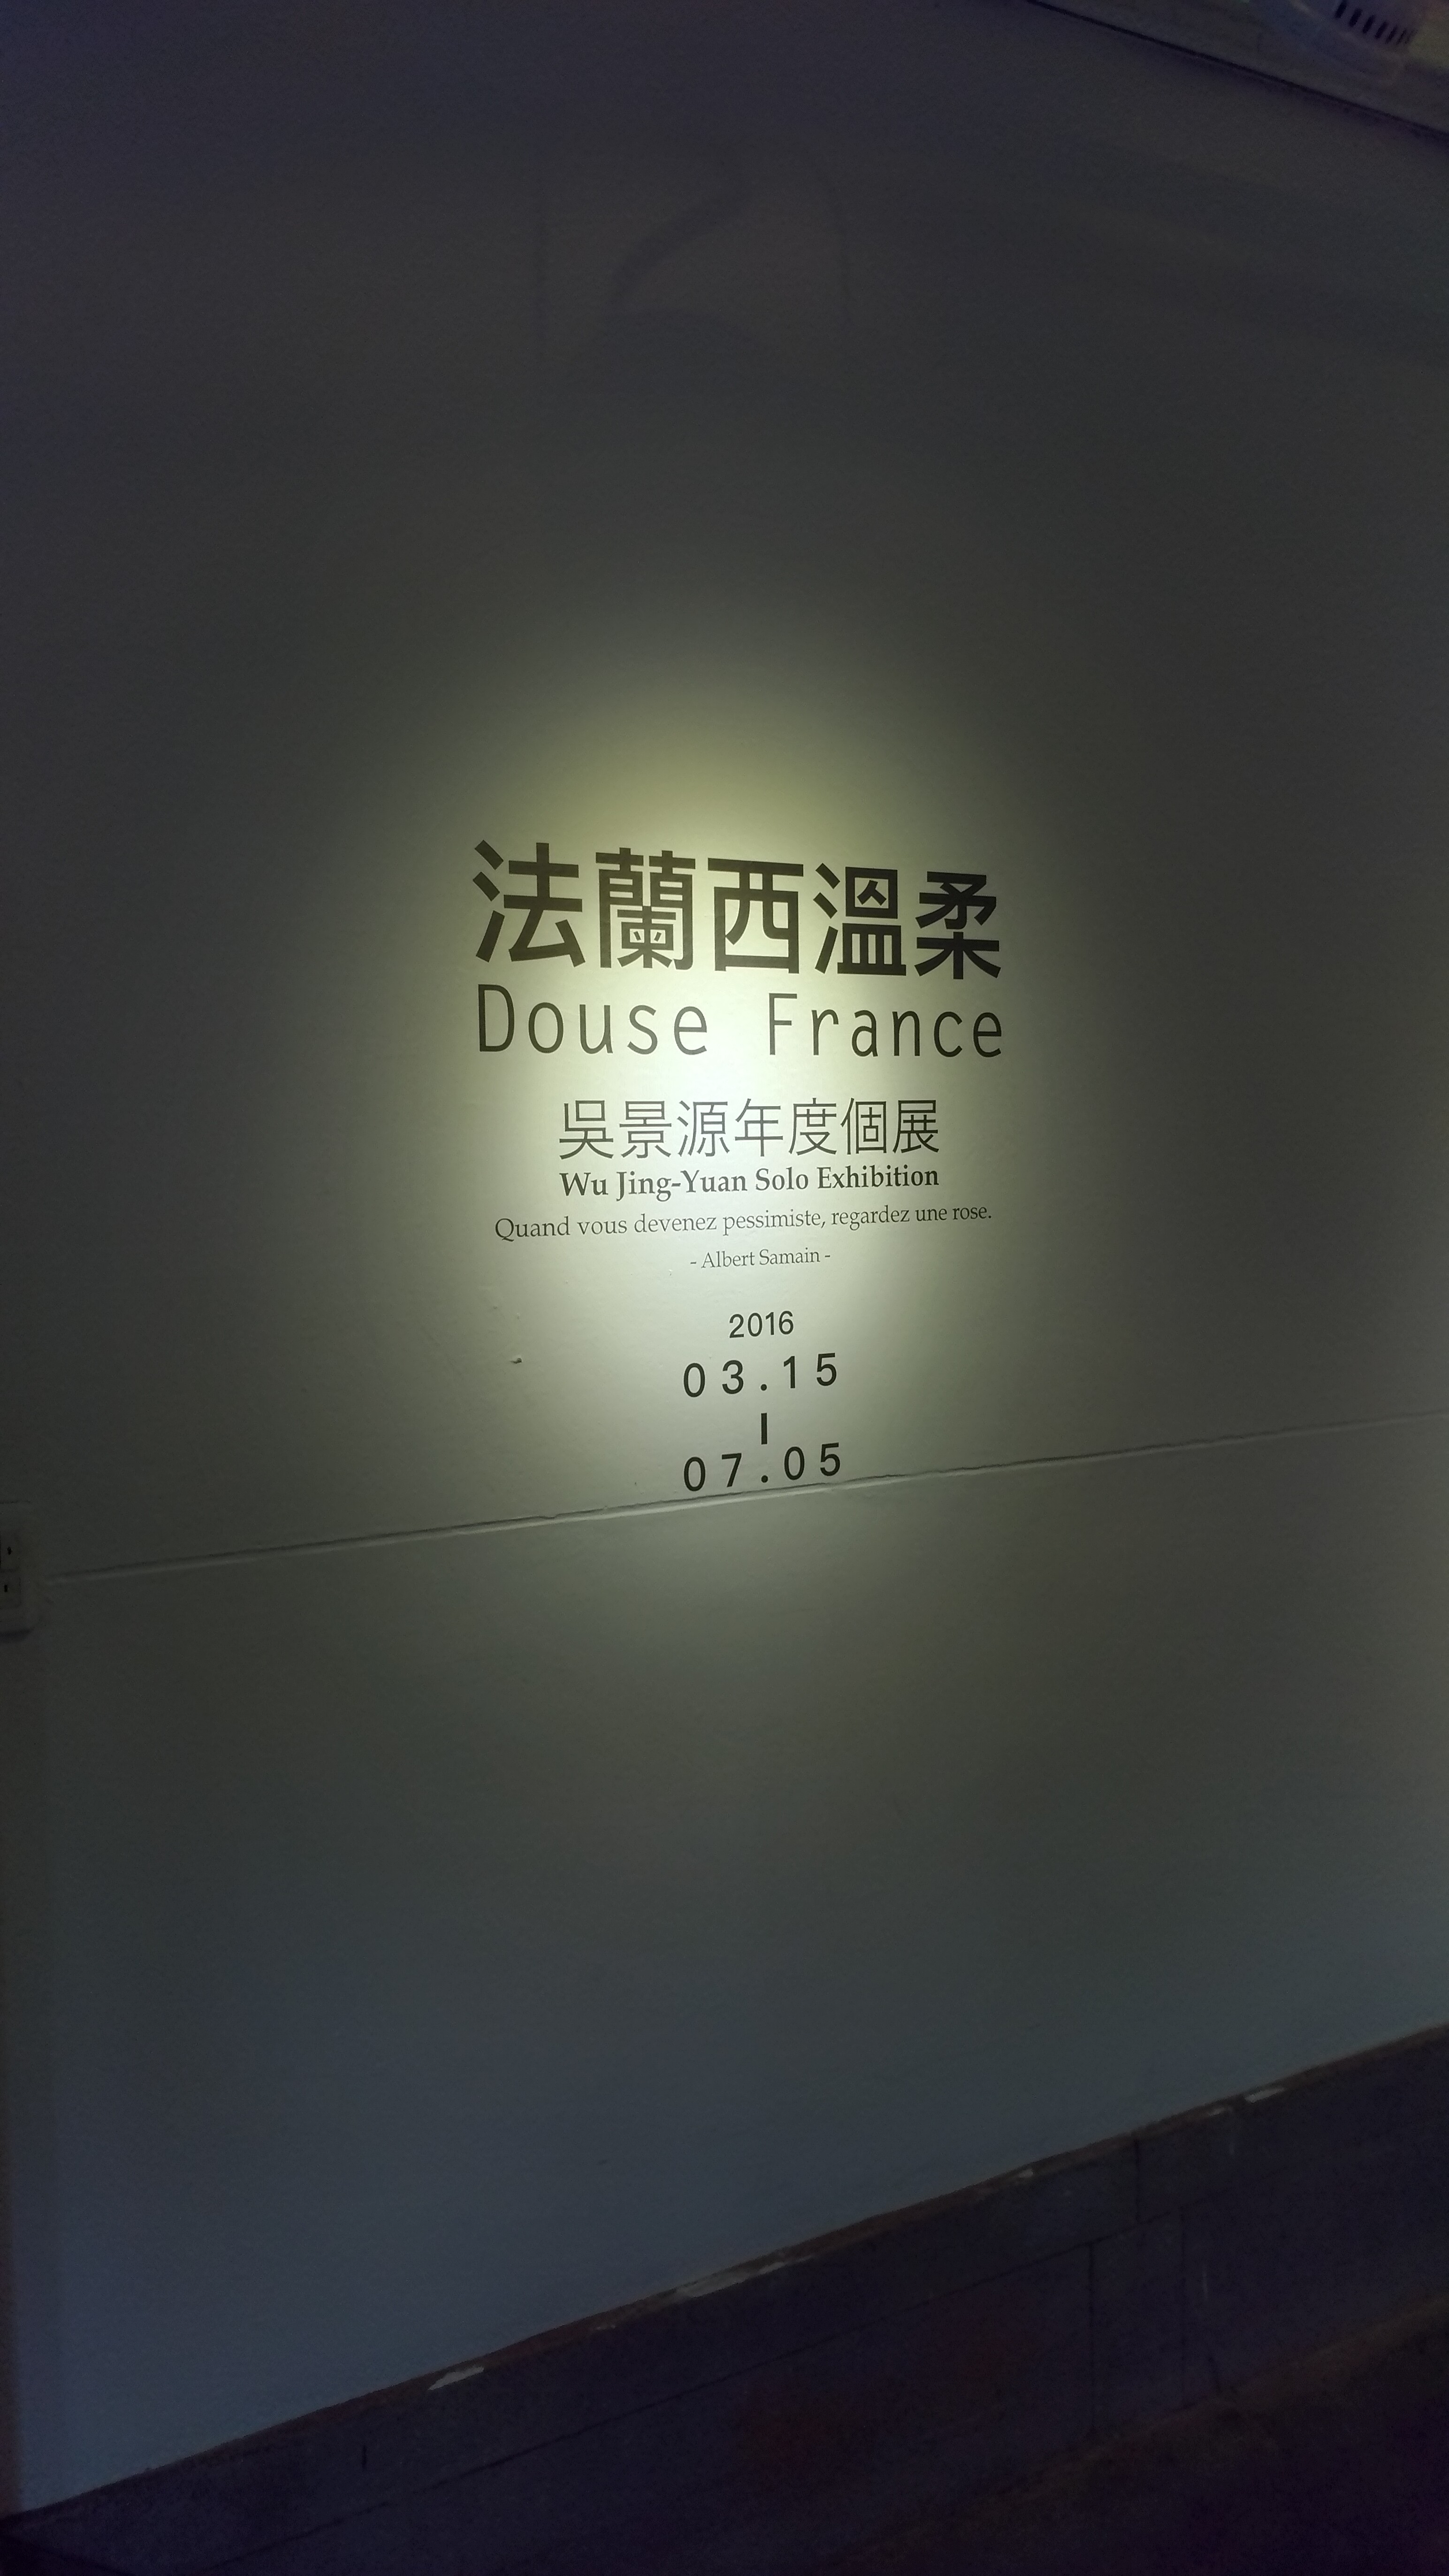 法蘭西溫柔
Douse France
吳景源年度個展
Wu Jing-Yuan Solo Exhibition
Quand vous devenez pessimiste, regardez une rose.
- Albert Samain -
2016
03.15
|
07.05